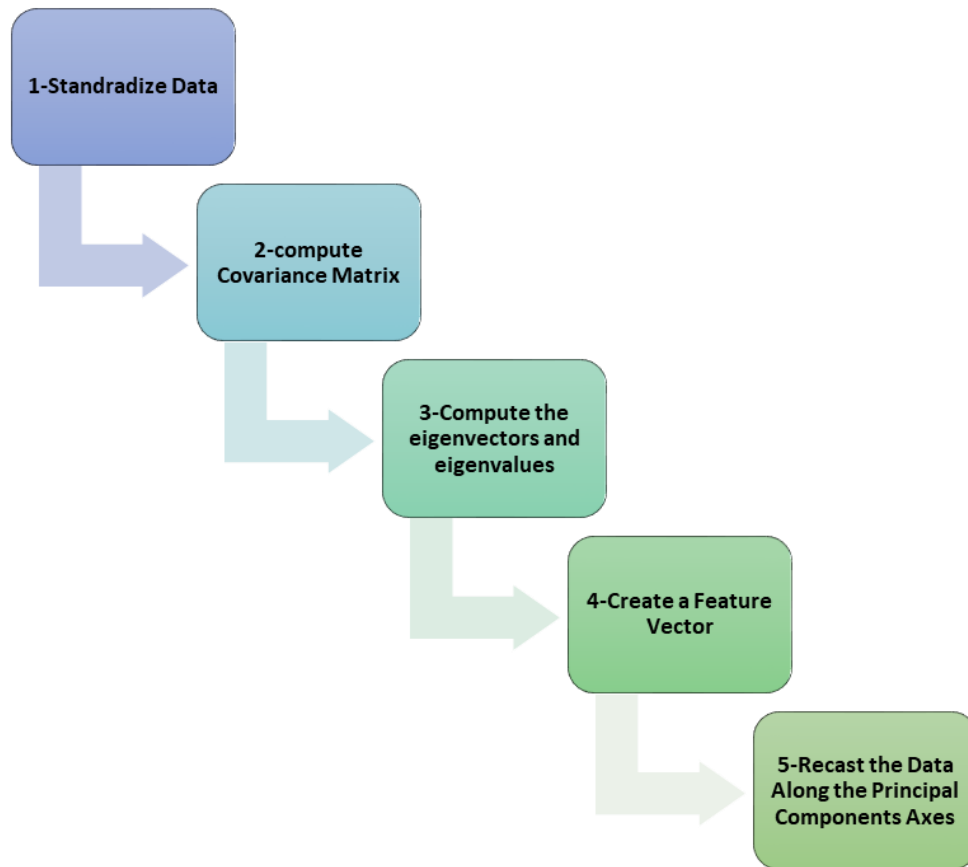 1-Standradize Data
2-compute
Covariance Matrix
3-Compute the
eigenvectors and
eigenvalues
4-Create a Feature
Vector
5-Recast the Data
Along the Principal
Components Axes